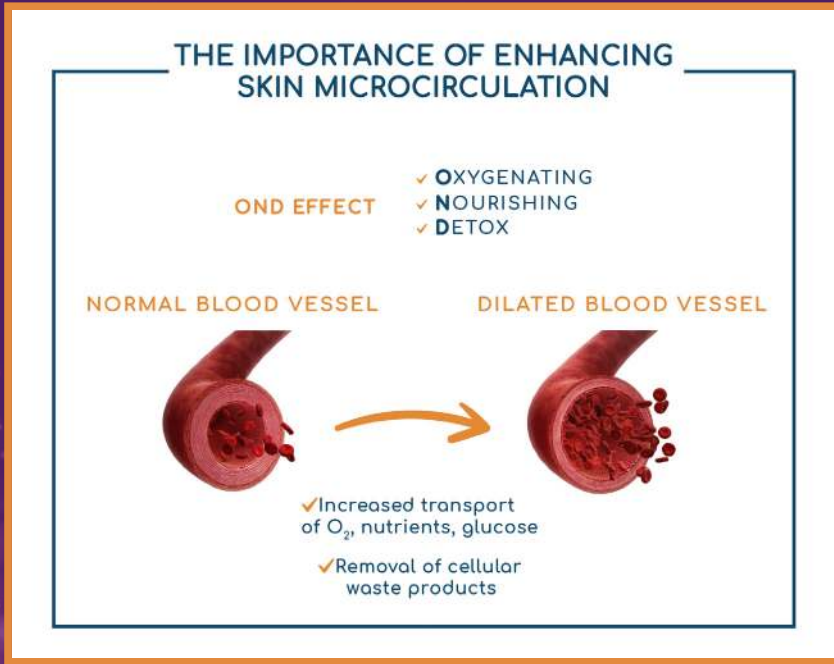 THE IMPORTANCE OF ENHANCING
SKIN MICROCIRCULATION
OND EFFECT
✓ OXYGENATING
✓ NOURISHING
✓ DETOX
NORMAL BLOOD VESSEL
DILATED BLOOD VESSEL
✓Increased transport
of O₂, nutrients, glucose
✓Removal of cellular
waste products